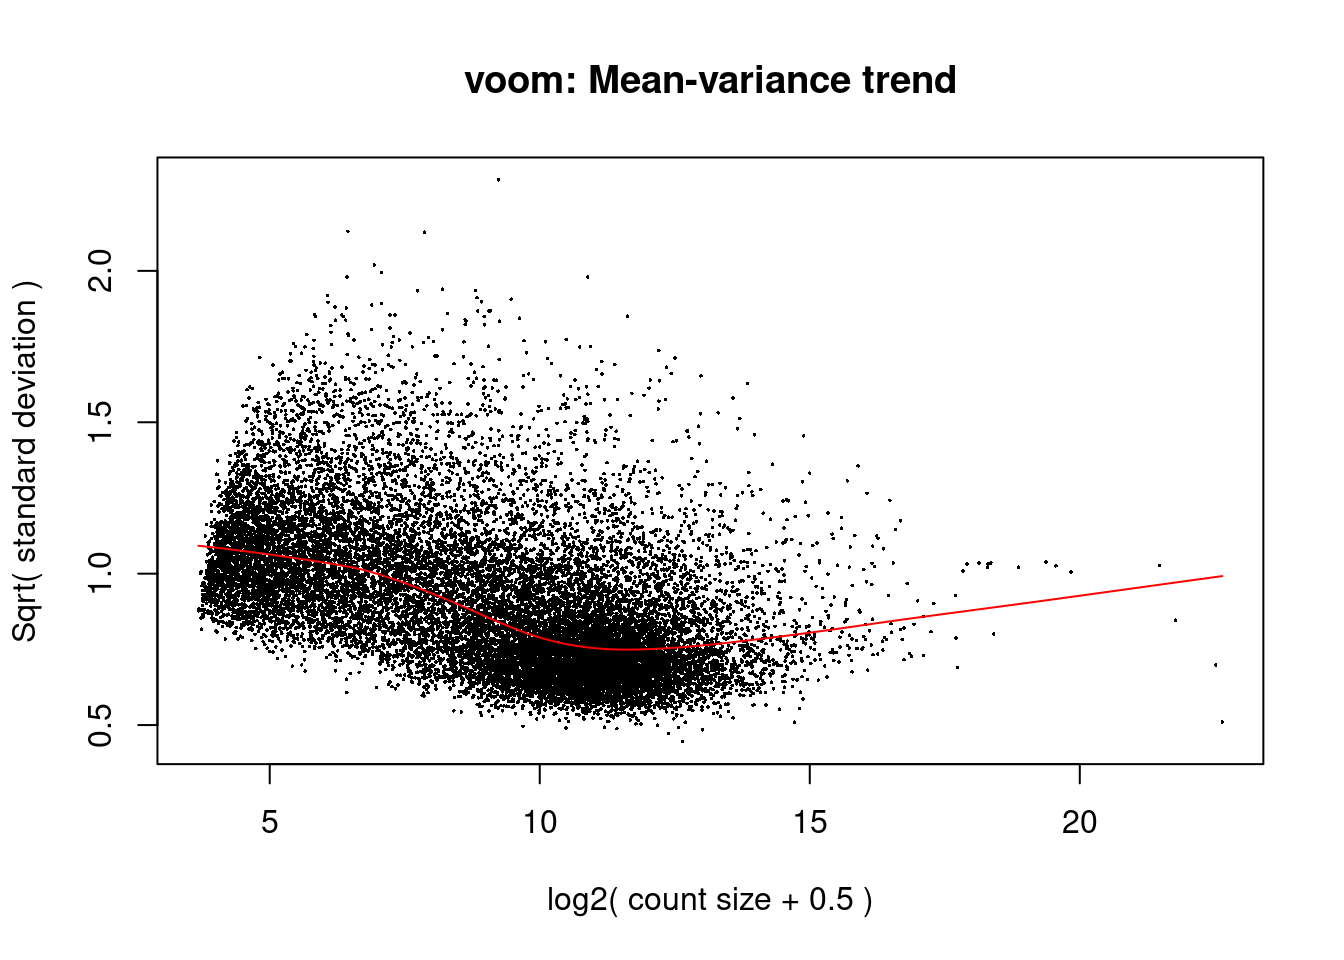 voom: Mean-variance trend
Sqrt( standard deviation )
2.0
1.5
1.0
0.5
5 10 15 20
log2( count size + 0.5 )